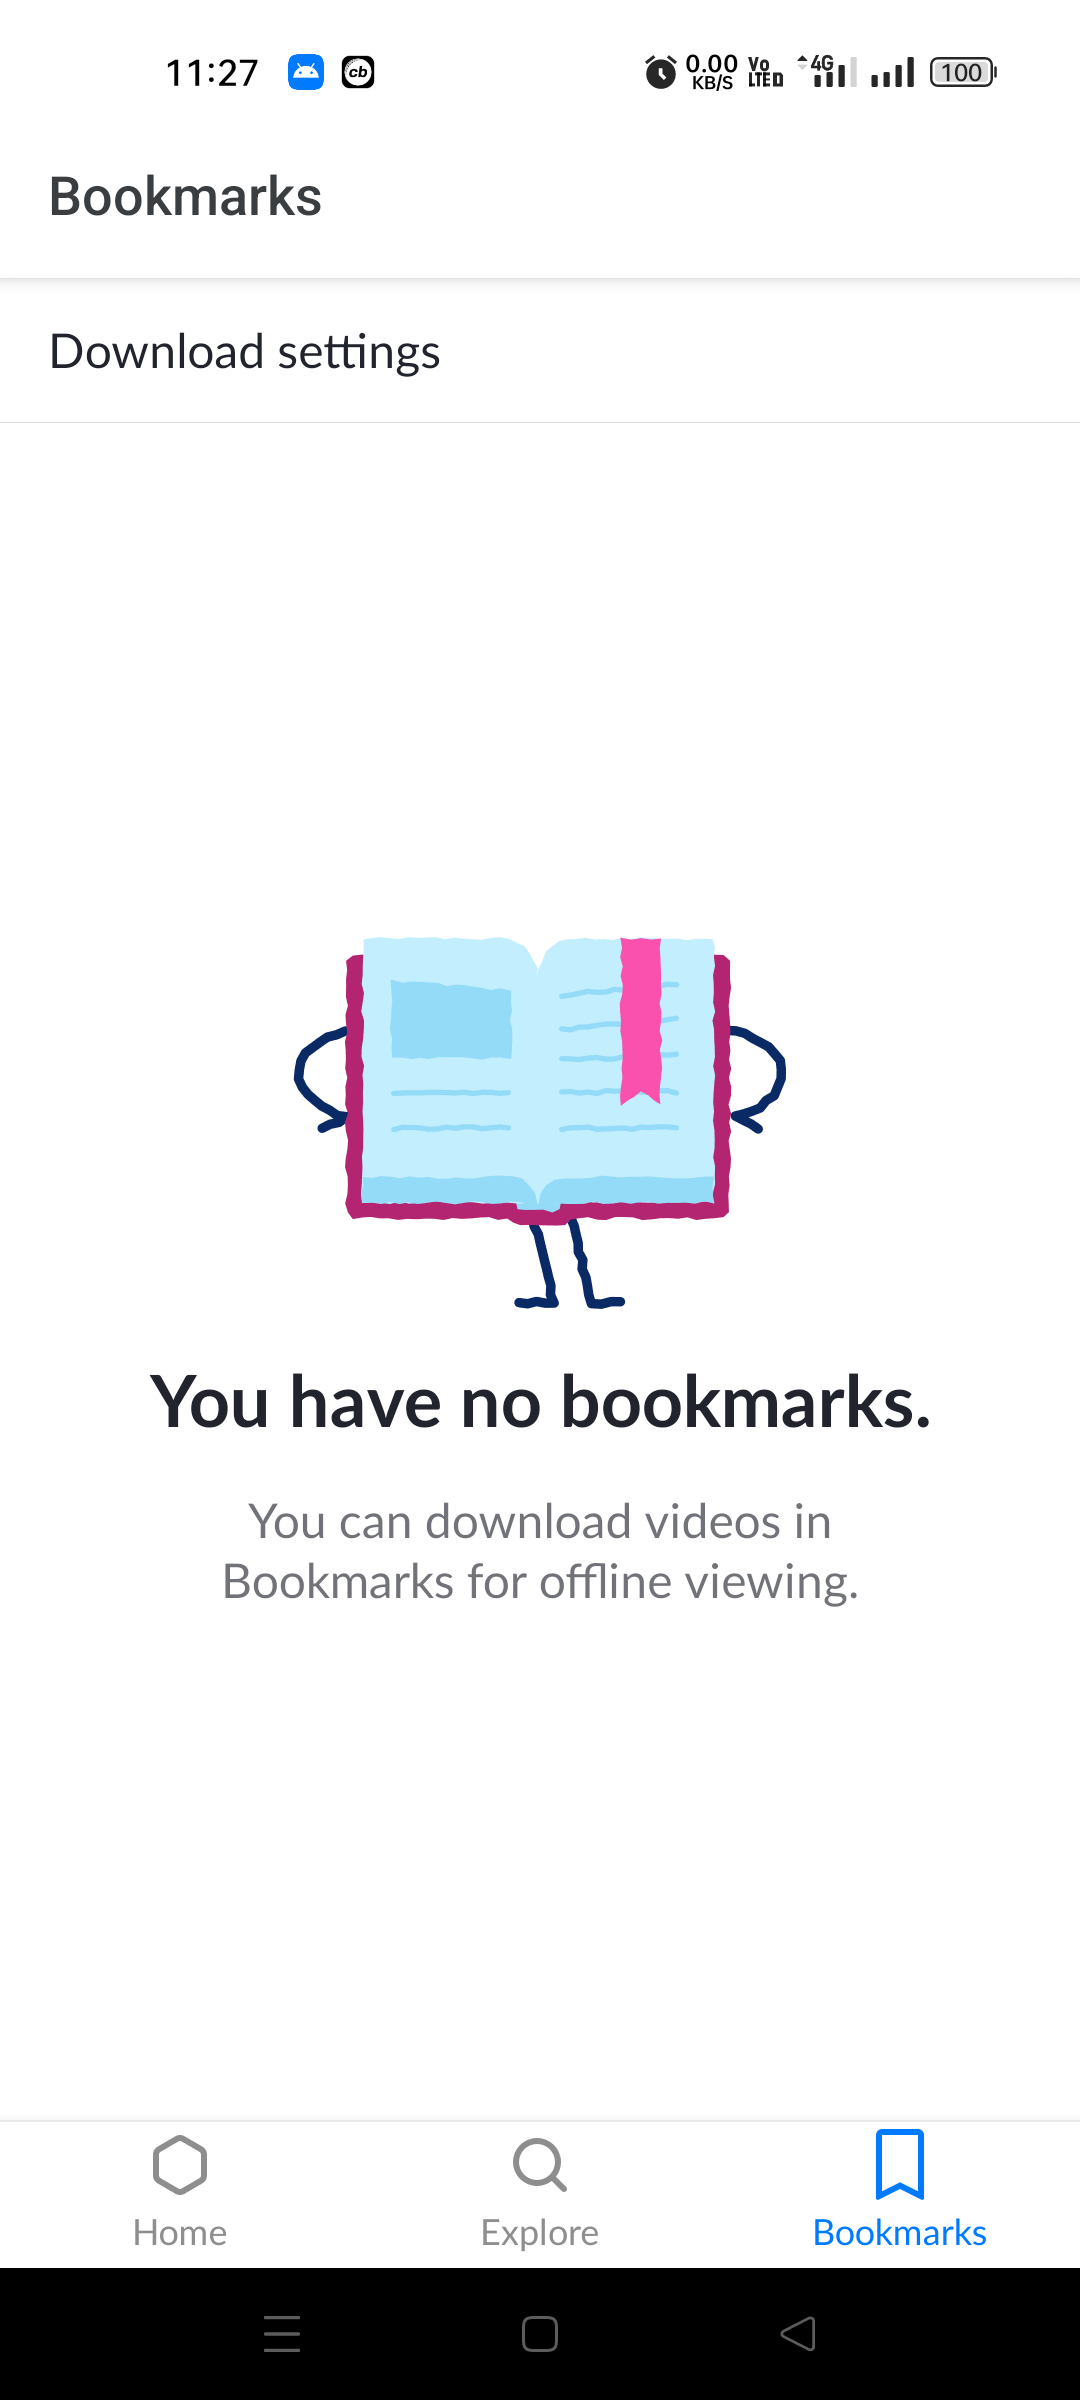 11:27 cb 0.00 KB/S Vo LTE D 4G 100
Bookmarks
Download settings
You have no bookmarks.
You can download videos in
Bookmarks for offline viewing.
Home Explore Bookmarks